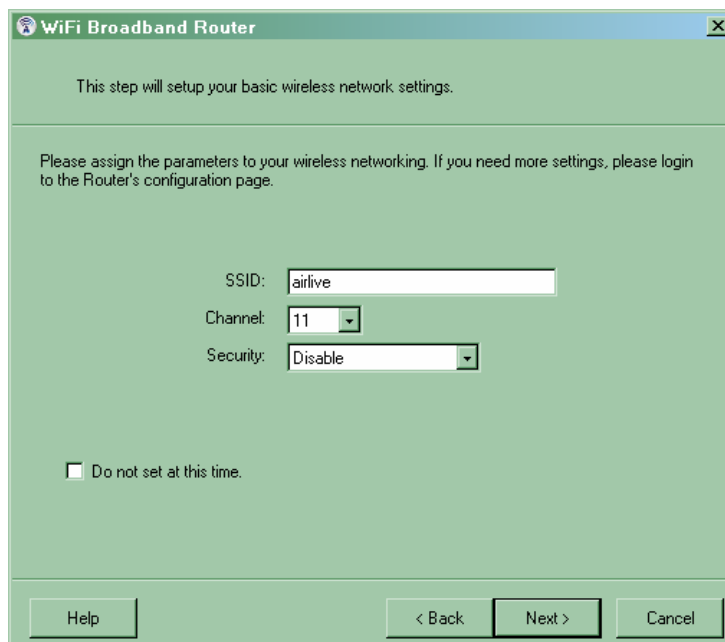 WiFi Broadband Router
This step will setup your basic wireless network settings.
Please assign the parameters to your wireless networking. If you need more settings, please login
to the Router's configuration page.
SSID: airlive
Channel: 11
Security: Disable
Do not set at this time.
Help < Back Next > Cancel